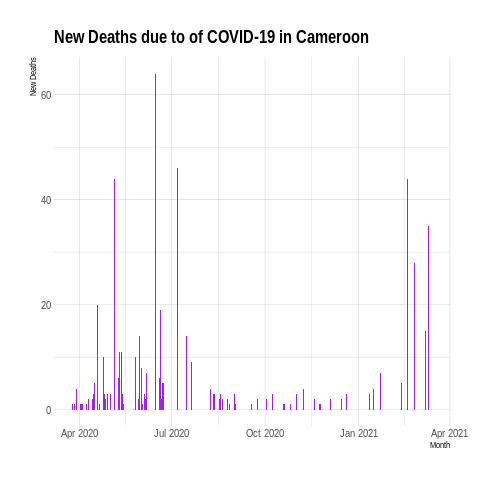 New Deaths due to of COVID-19 in Cameroon
New Deaths
60
40
20
0
Apr 2020
Jul 2020
Oct 2020
Jan 2021
Apr 2021
Month